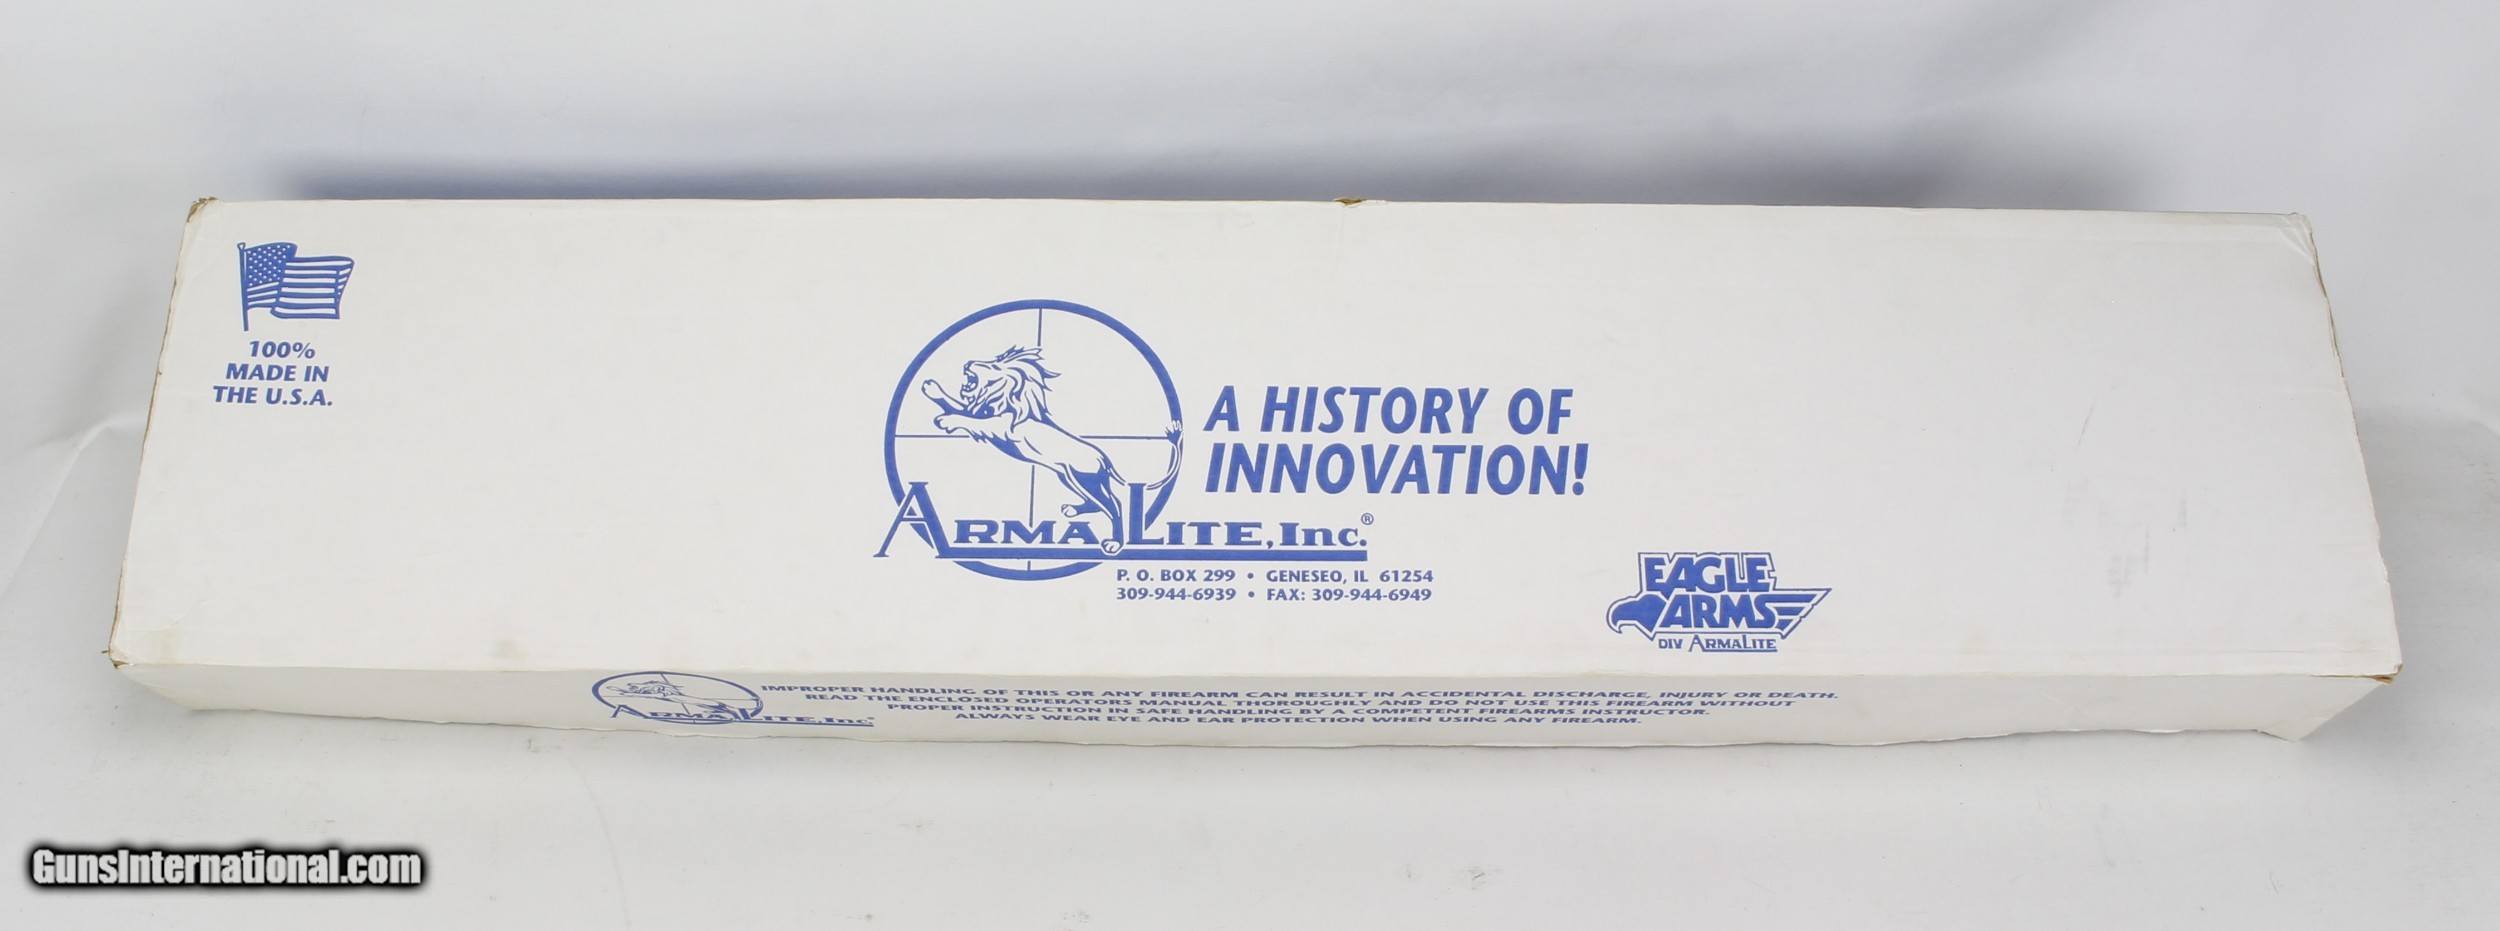 100%
MADE IN
THE U.S.A.
A HISTORY OF
INNOVATION!
ARMALITE, INC.®
P. O. BOX 299 • GENESEO, IL 61254
309-944-6939 • FAX: 309-944-6949
EAGLE
ARMS
DIV ARMALITE
ARMALITE, INC.®
IMPROPER HANDLING OF THIS OR ANY FIREARM CAN RESULT IN ACCIDENTAL DISCHARGE, INJURY OR DEATH.
READ THE ENCLOSED OPERATORS MANUAL THOROUGHLY AND DO NOT USE THIS FIREARM WITHOUT
PROPER INSTRUCTION IN SAFE HANDLING BY A COMPETENT FIREARMS INSTRUCTOR.
ALWAYS WEAR EYE AND EAR PROTECTION WHEN USING ANY FIREARM.
GunsInternational.com